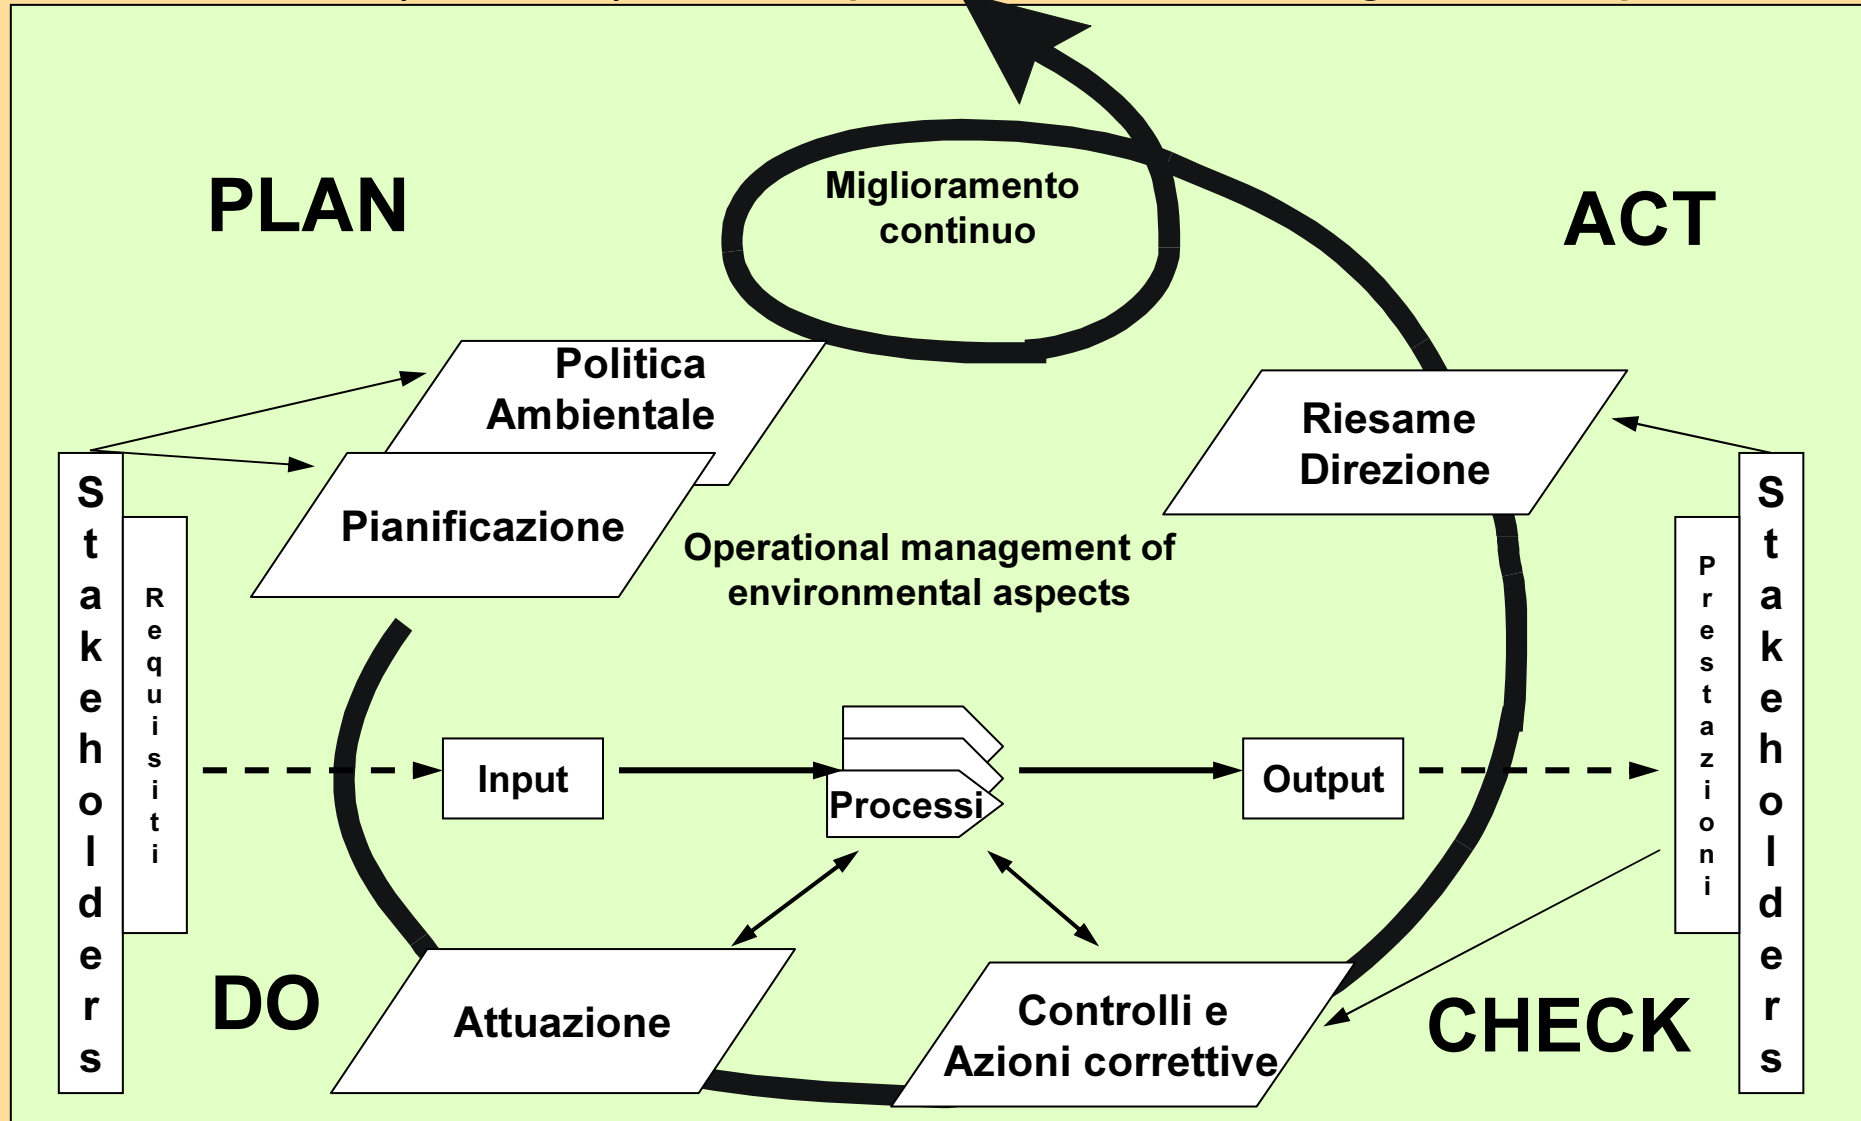 PLAN
ACT
Miglioramento
continuo
Politica
Ambientale
Pianificazione
Riesame
Direzione
Stakeholders
Requisiti
Operational management of
environmental aspects
Prestazioni
Stakeholders
Input
Processi
Output
DO
Attuazione
Controlli e
Azioni correttive
CHECK